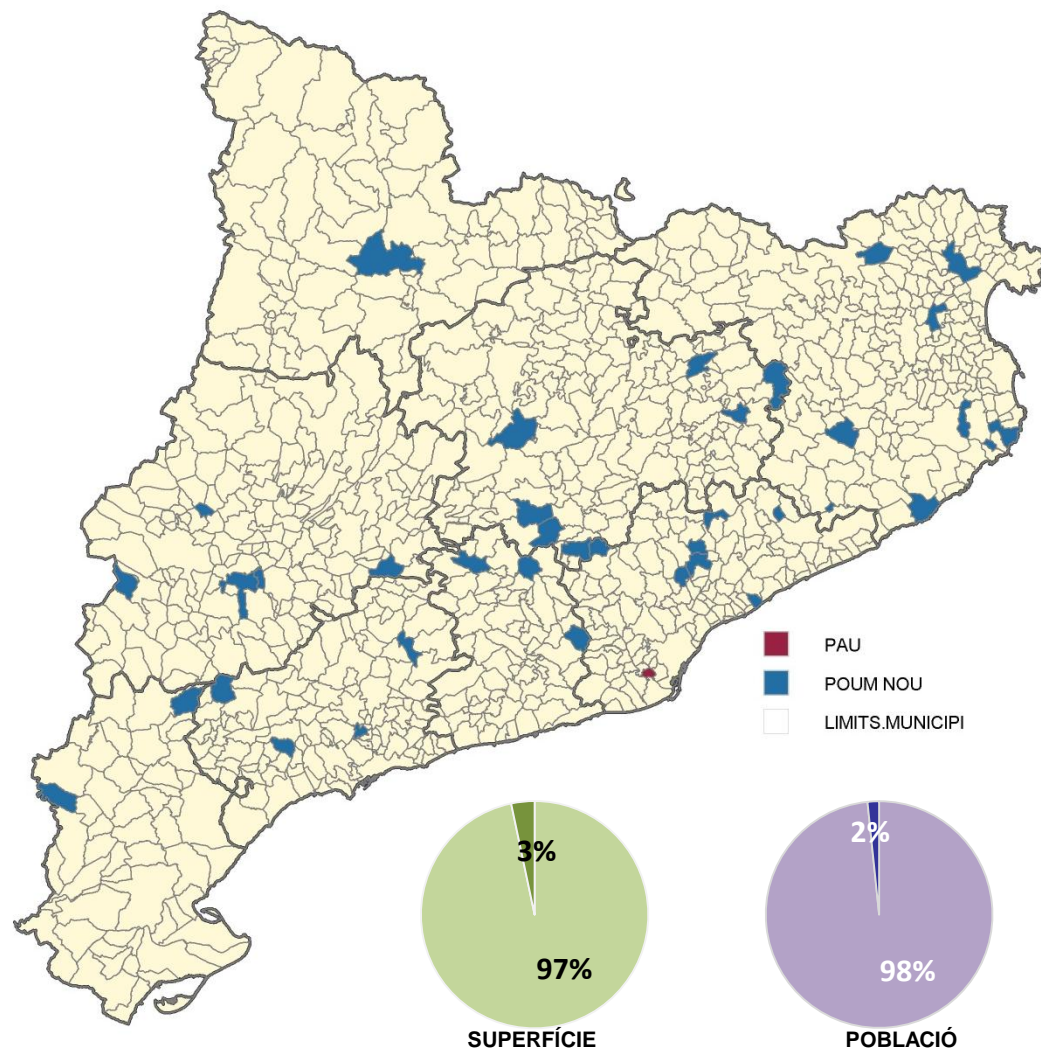 PAU
POUM NOU
LIMITS.MUNICIPI
3%
97%
SUPERFÍCIE
2%
98%
POBLACIÓ